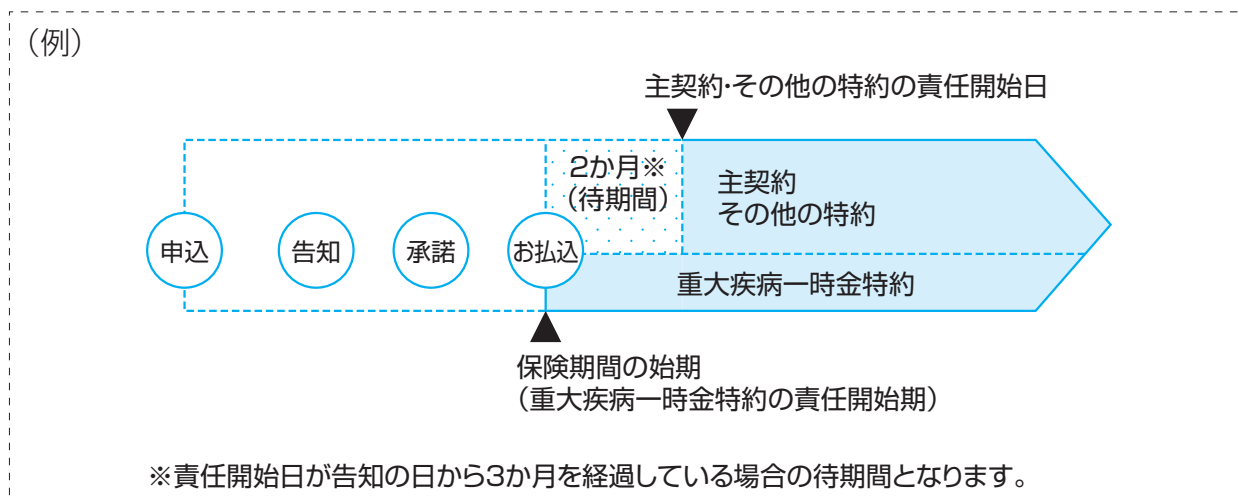 （例）
主契約・その他の特約の責任開始日
2か月※
（待期間）
主契約
その他の特約
申込
告知
承諾
お払込
重大疾病一時金特約
保険期間の始期
（重大疾病一時金特約の責任開始期）
※責任開始日が告知の日から3か月を経過している場合の待期間となります。